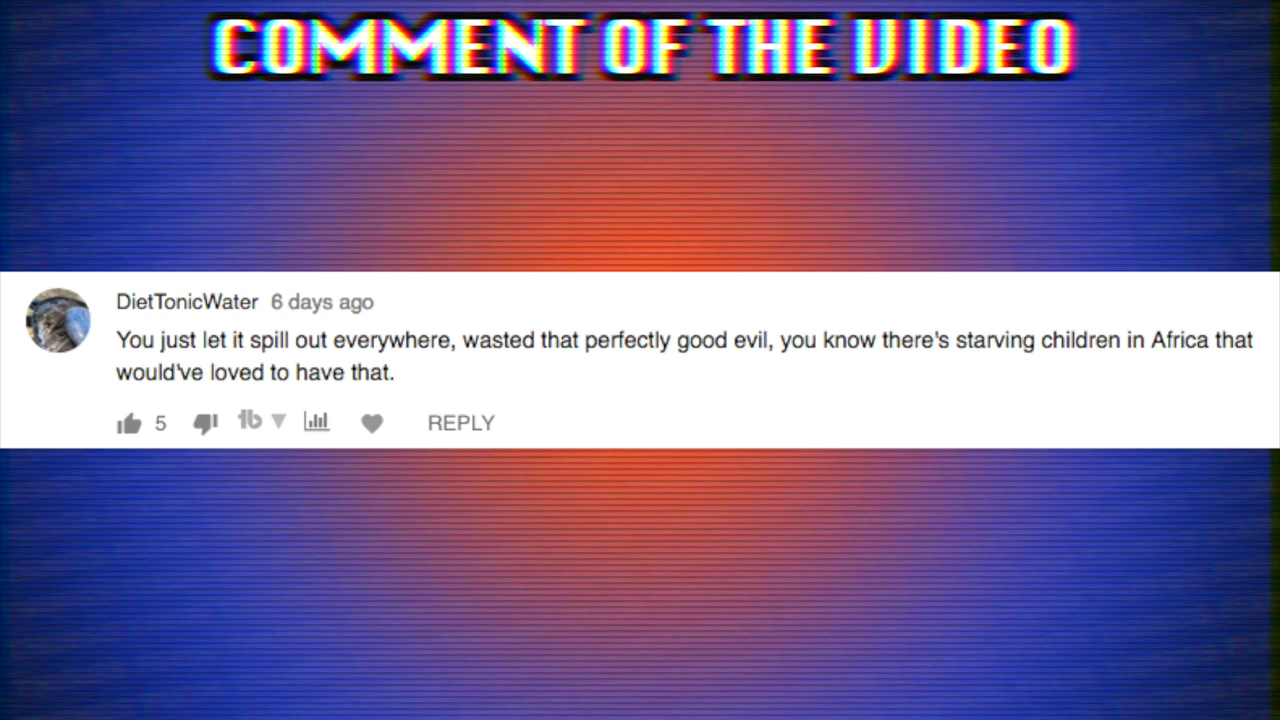 COMMENT OF THE VIDEO
DietTonicWater 6 days ago
You just let it spill out everywhere, wasted that perfectly good evil, you know there's starving children in Africa that
would've loved to have that.
5 tb REPLY